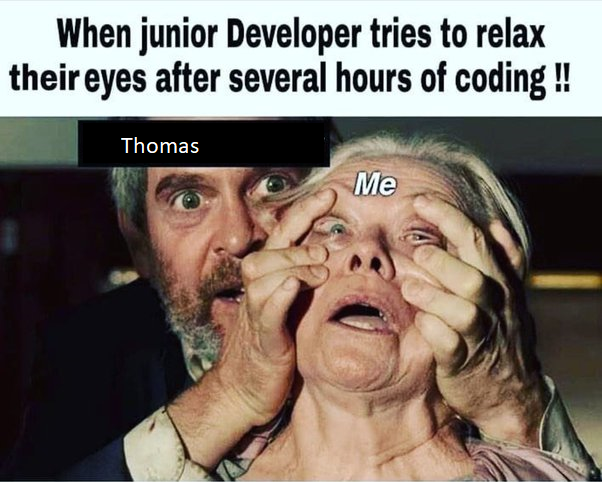 When junior Developer tries to relax
their eyes after several hours of coding !!
Thomas
Me